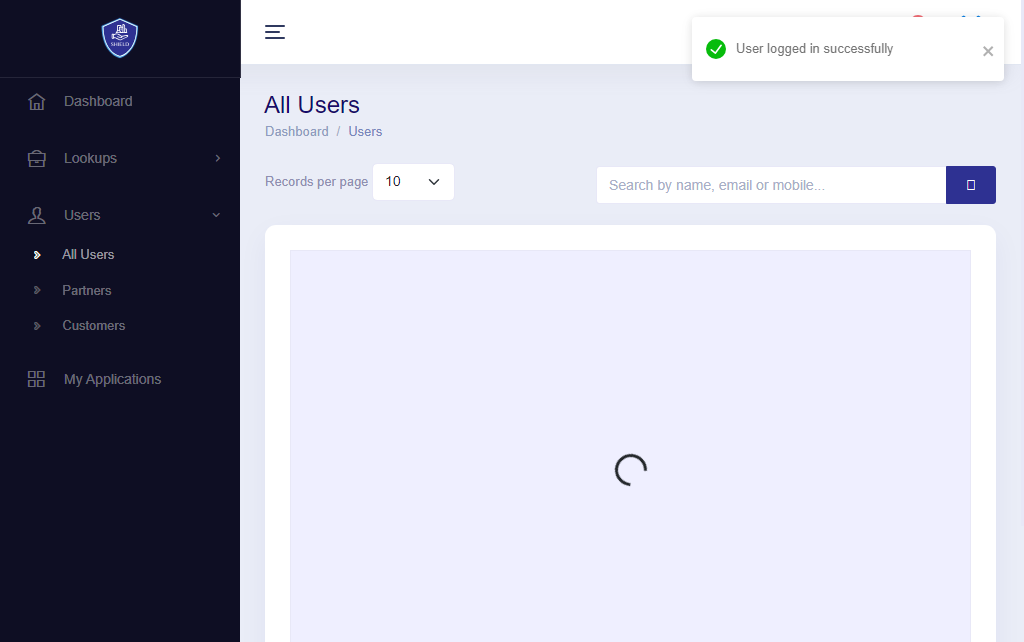 SHIELD
User logged in successfully
Dashboard
Lookups
Users
All Users
Partners
Customers
My Applications
All Users
Dashboard / Users
Records per page 10
Search by name, email or mobile...